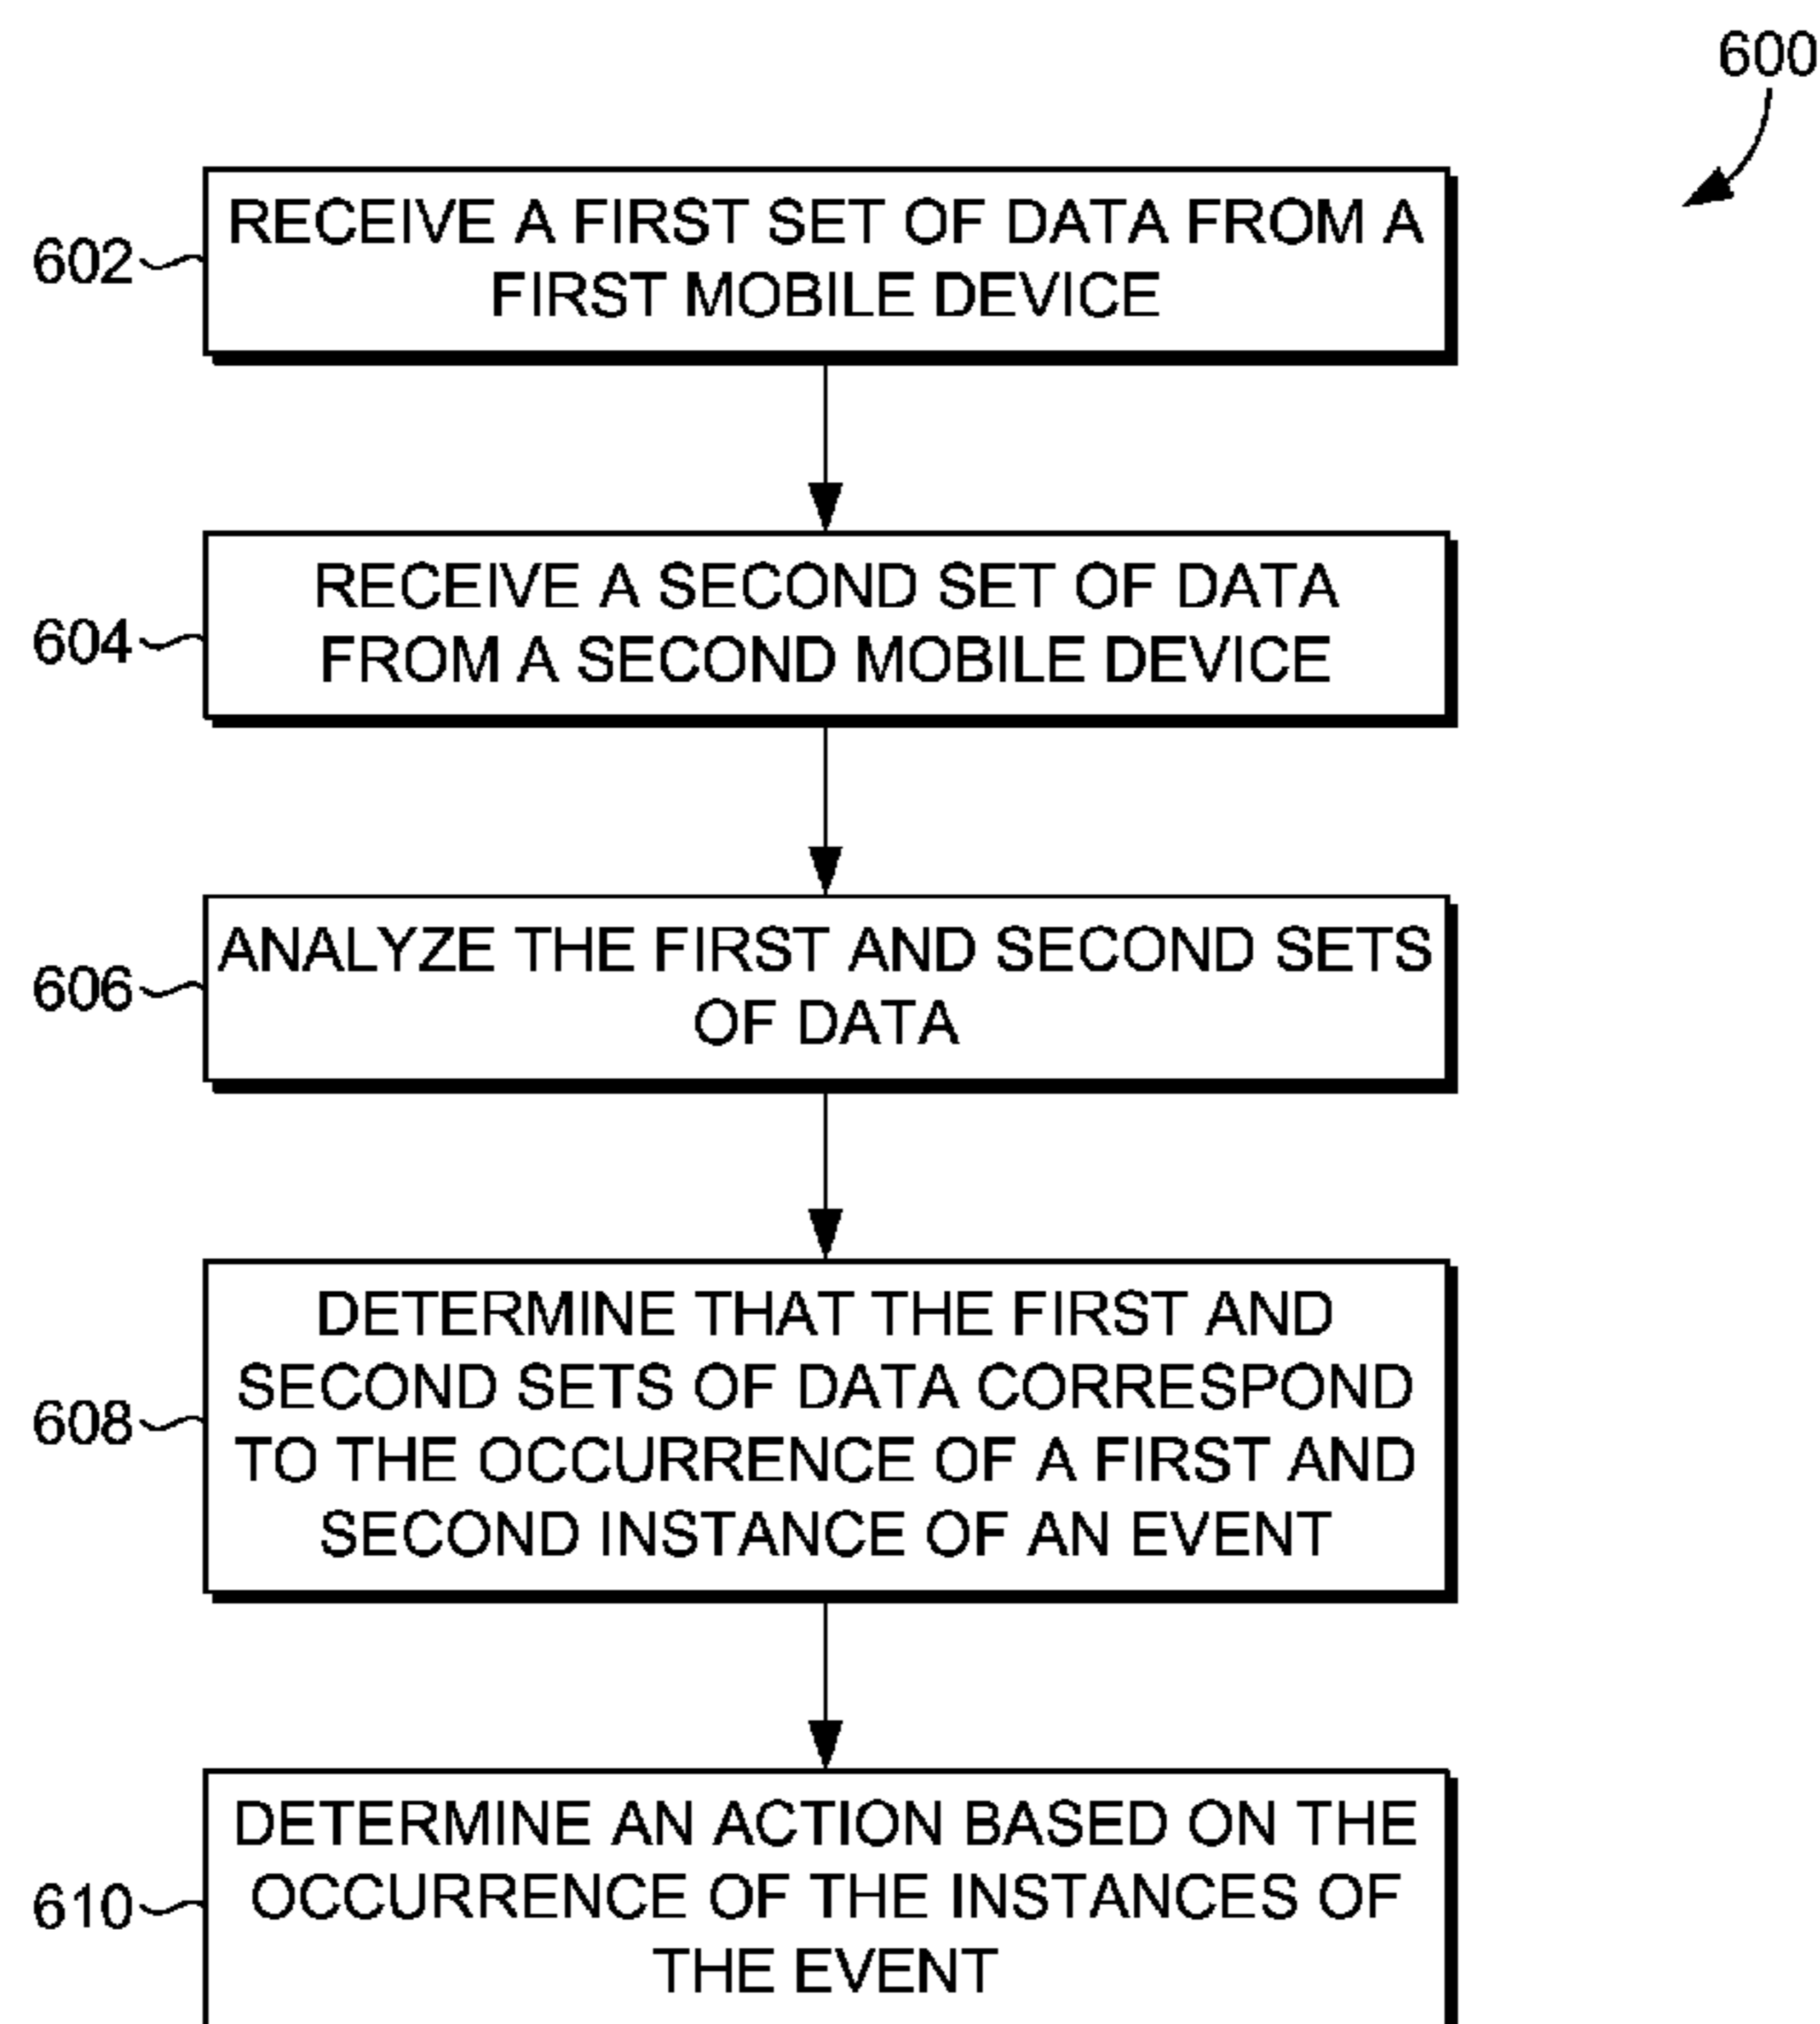 600
602
RECEIVE A FIRST SET OF DATA FROM A
FIRST MOBILE DEVICE
604
RECEIVE A SECOND SET OF DATA
FROM A SECOND MOBILE DEVICE
606
ANALYZE THE FIRST AND SECOND SETS
OF DATA
608
DETERMINE THAT THE FIRST AND
SECOND SETS OF DATA CORRESPOND
TO THE OCCURRENCE OF A FIRST AND
SECOND INSTANCE OF AN EVENT
610
DETERMINE AN ACTION BASED ON THE
OCCURRENCE OF THE INSTANCES OF
THE EVENT